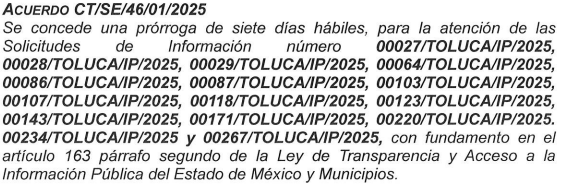 ACUERDO CT/SE/46/01/2025
Se concede una prórroga de siete días hábiles, para la atención de las
Solicitudes de Información número 00027/TOLUCA/IP/2025,
00028/TOLUCA/IP/2025, 00029/TOLUCA/IP/2025, 00064/TOLUCA/IP/2025,
00086/TOLUCA/IP/2025, 00087/TOLUCA/IP/2025, 00103/TOLUCA/IP/2025,
00107/TOLUCA/IP/2025, 00118/TOLUCA/IP/2025, 00123/TOLUCA/IP/2025,
00143/TOLUCA/IP/2025, 00171/TOLUCA/IP/2025, 00220/TOLUCA/IP/2025.
00234/TOLUCA/IP/2025 y 00267/TOLUCA/IP/2025, con fundamento en el
artículo 163 párrafo segundo de la Ley de Transparencia y Acceso a la
Información Pública del Estado de México y Municipios.